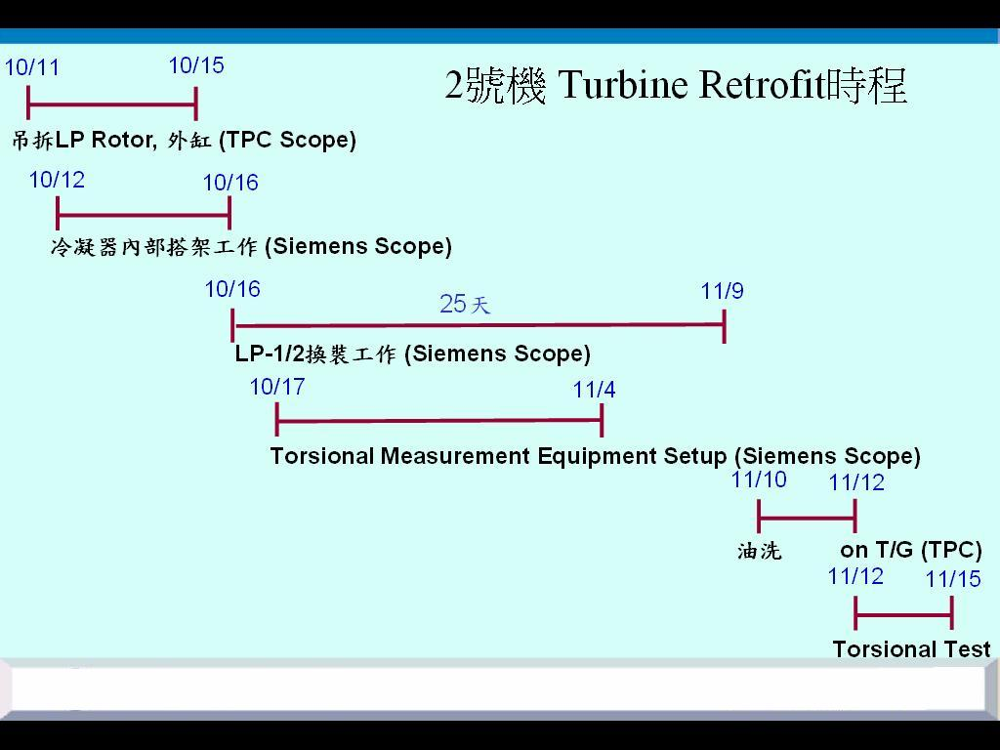 2號機 Turbine Retrofit時程
10/11 10/15
吊拆LP Rotor, 外缸 (TPC Scope)
10/12 10/16
冷凝器內部搭架工作 (Siemens Scope)
10/16 25天 11/9
LP-1/2換裝工作 (Siemens Scope)
10/17 11/4
Torsional Measurement Equipment Setup (Siemens Scope)
11/10 11/12
油洗 on T/G (TPC)
11/12 11/15
Torsional Test